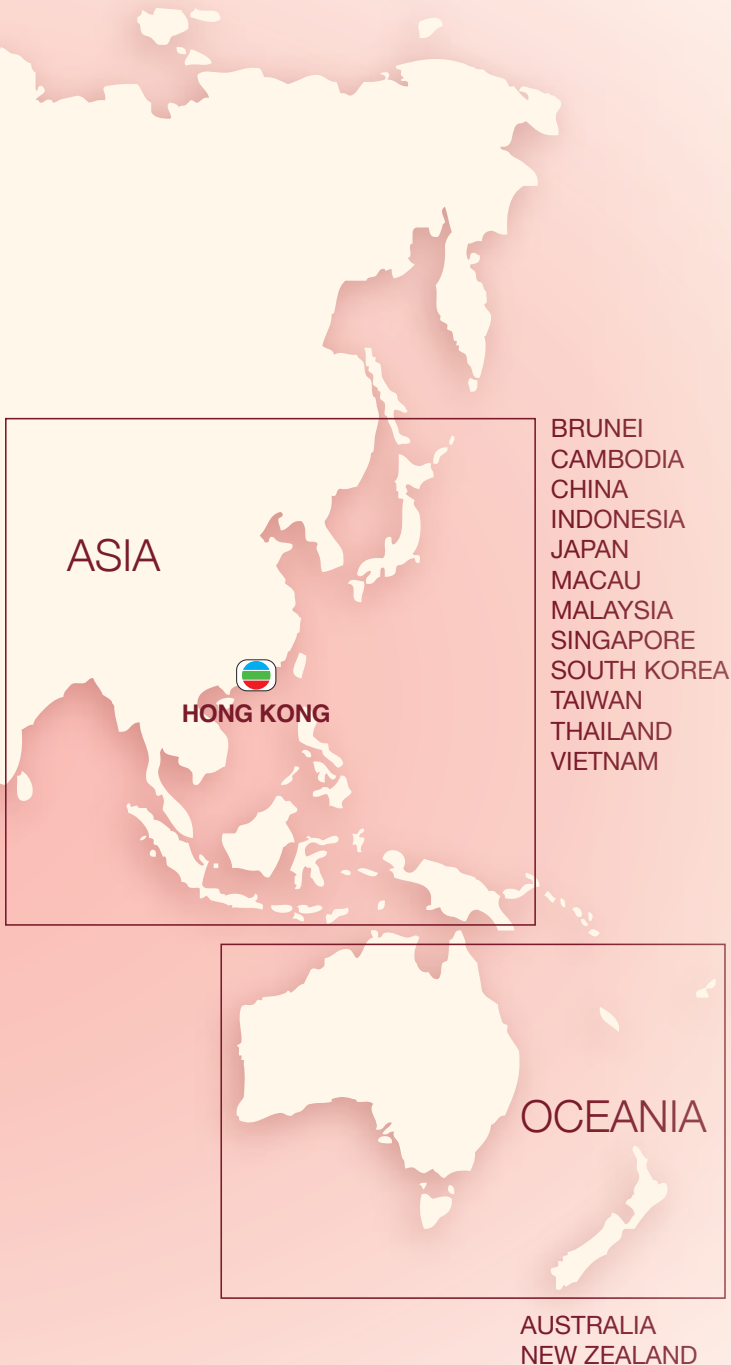 BRUNEI
CAMBODIA
CHINA
INDONESIA
JAPAN
MACAU
MALAYSIA
SINGAPORE
SOUTH KOREA
TAIWAN
THAILAND
VIETNAM
ASIA
HONG KONG
OCEANIA
AUSTRALIA
NEW ZEALAND